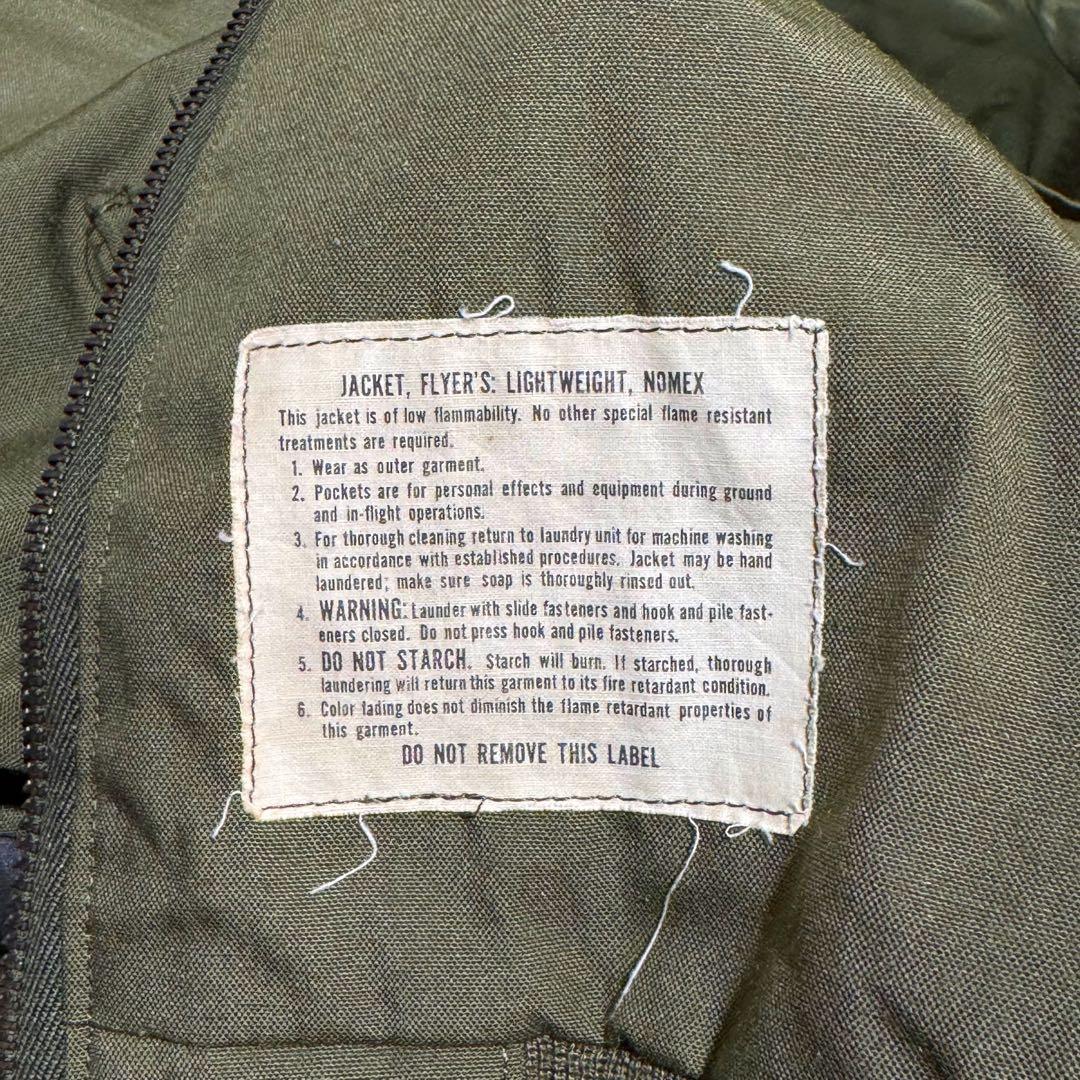 JACKET, FLYER'S: LIGHTWEIGHT, NOMEX
This jacket is of low flammability. No other special flame resistant
treatments are required.
1. Wear as outer garment.
2. Pockets are for personal effects and equipment during ground
and in-flight operations.
3. For thorough cleaning return to laundry unit for machine washing
in accordance with established procedures. Jacket may be hand
laundered; make sure soap is thoroughly rinsed out.
4. WARNING: Launder with slide fasteners and hook and pile fast-
eners closed. Do not press hook and pile fasteners.
5. DO NOT STARCH. Starch will burn. If starched, thorough
laundering will return this garment to its fire retardant condition.
6. Color fading does not diminish the flame retardant properties of
this garment.
DO NOT REMOVE THIS LABEL